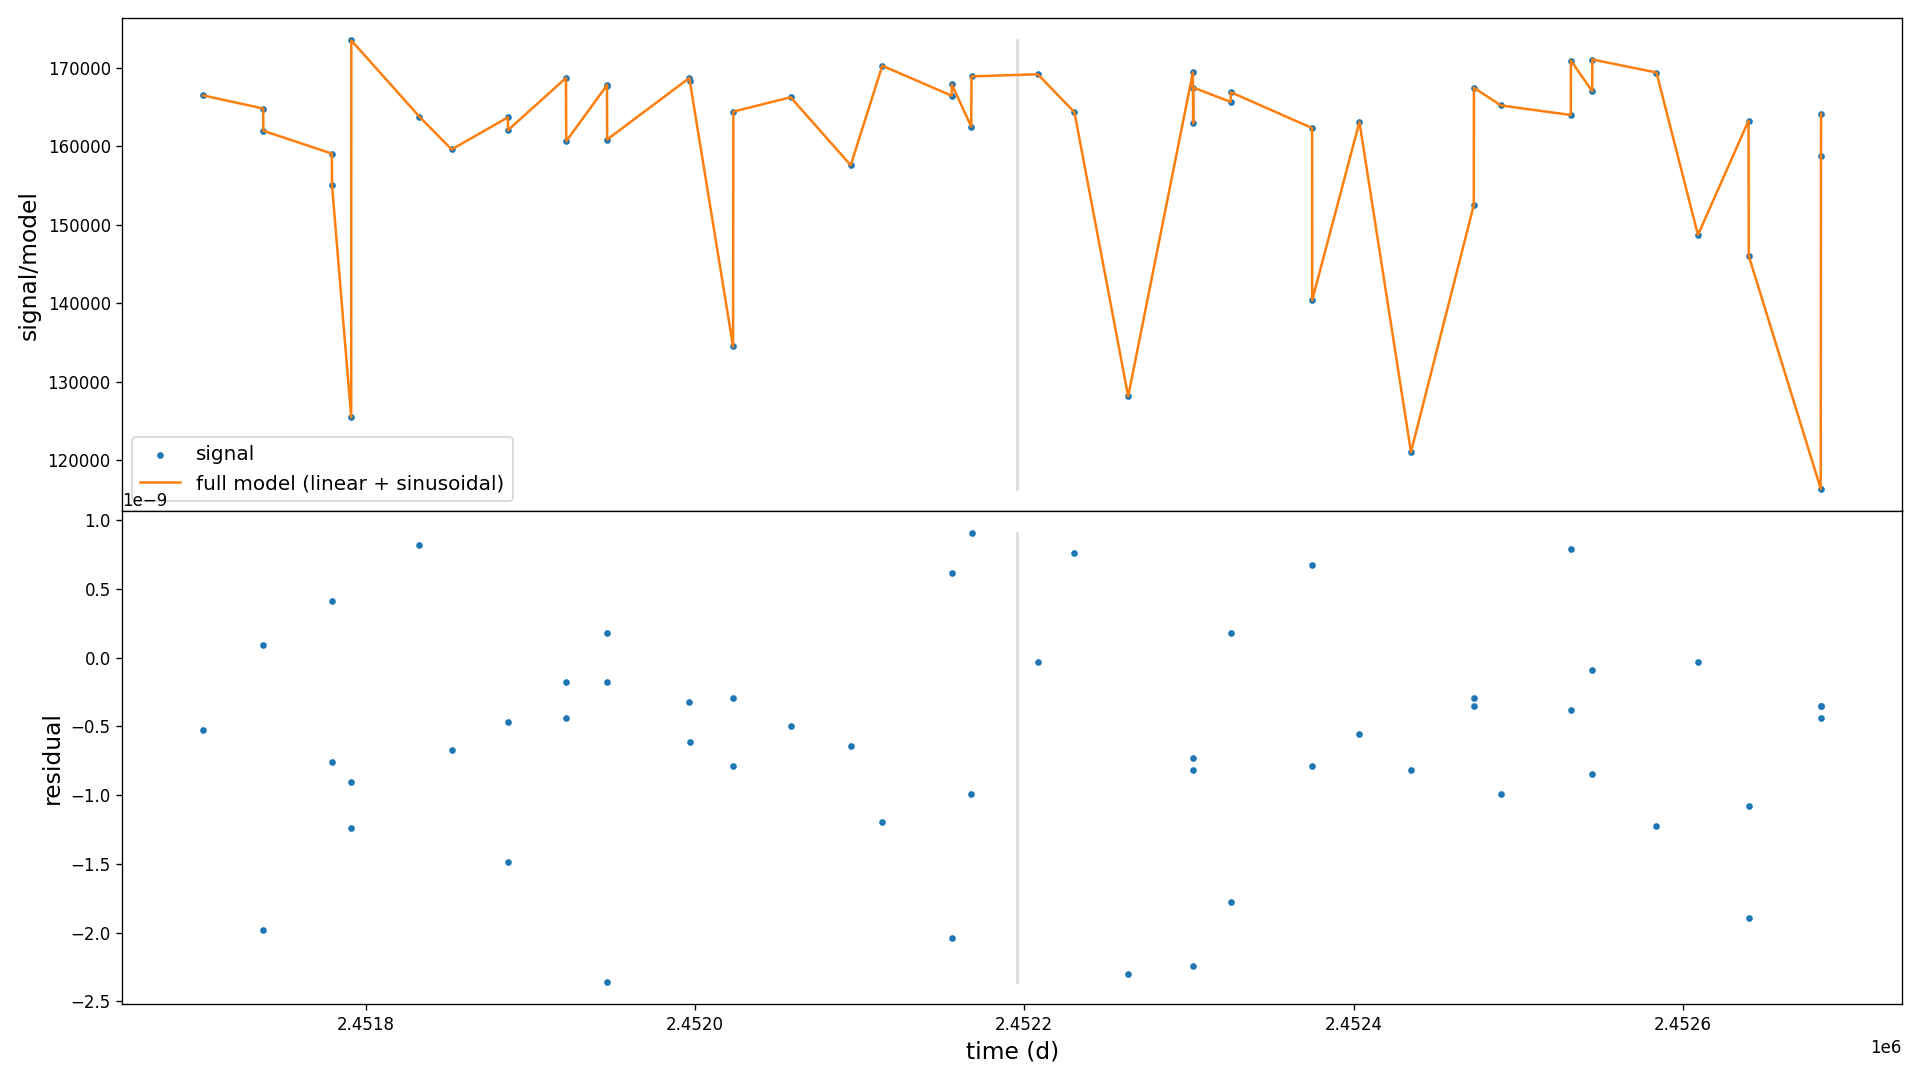 signal/model
170000
160000
150000
140000
130000
120000
signal
full model (linear + sinusoidal)
1e−9
residual
1.0
0.5
0.0
−0.5
−1.0
−1.5
−2.0
−2.5
2.4518
2.4520
2.4522
2.4524
2.4526
time (d)
1e6